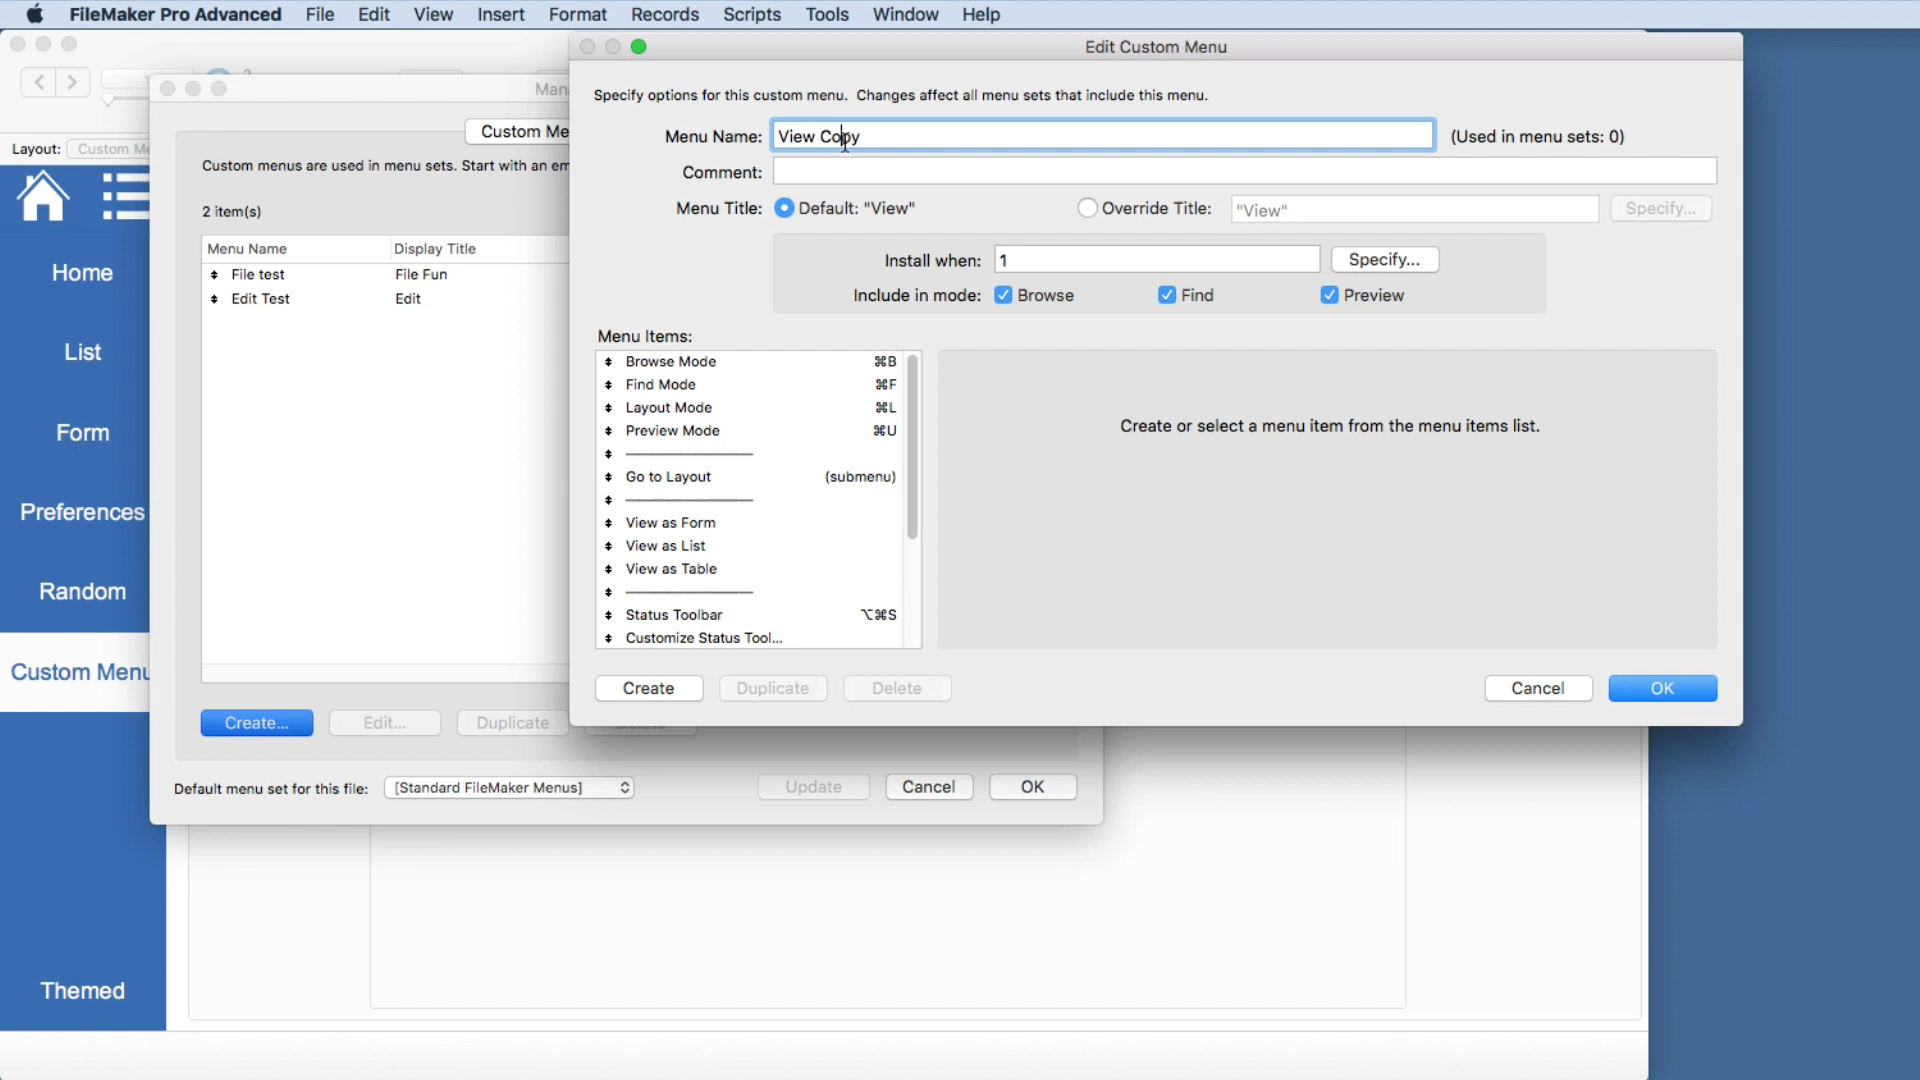 FileMaker Pro Advanced File Edit View Insert Format Records Scripts Tools Window Help
Edit Custom Menu
Specify options for this custom menu. Changes affect all menu sets that include this menu.
Menu Name: View Copy (Used in menu sets: 0)
Comment:
Menu Title: Default: "View" Override Title: "View" Specify...
Install when: 1 Specify...
Include in mode: Browse Find Preview
Menu Items:
Browse Mode ⌘B
Find Mode ⌘F
Layout Mode ⌘L
Preview Mode ⌘U
Go to Layout (submenu)
View as Form
View as List
View as Table
Status Toolbar ⌥⌘S
Customize Status Tool...
Create or select a menu item from the menu items list.
Create Duplicate Delete Cancel OK
Custom Me
Custom menus are used in menu sets. Start with an em
2 item(s)
Menu Name Display Title
File test File Fun
Edit Test Edit
Create... Edit... Duplicate
Default menu set for this file: [Standard FileMaker Menus] Update Cancel OK
Layout: Custom Me
Home
List
Form
Preferences
Random
Custom Menu
Themed